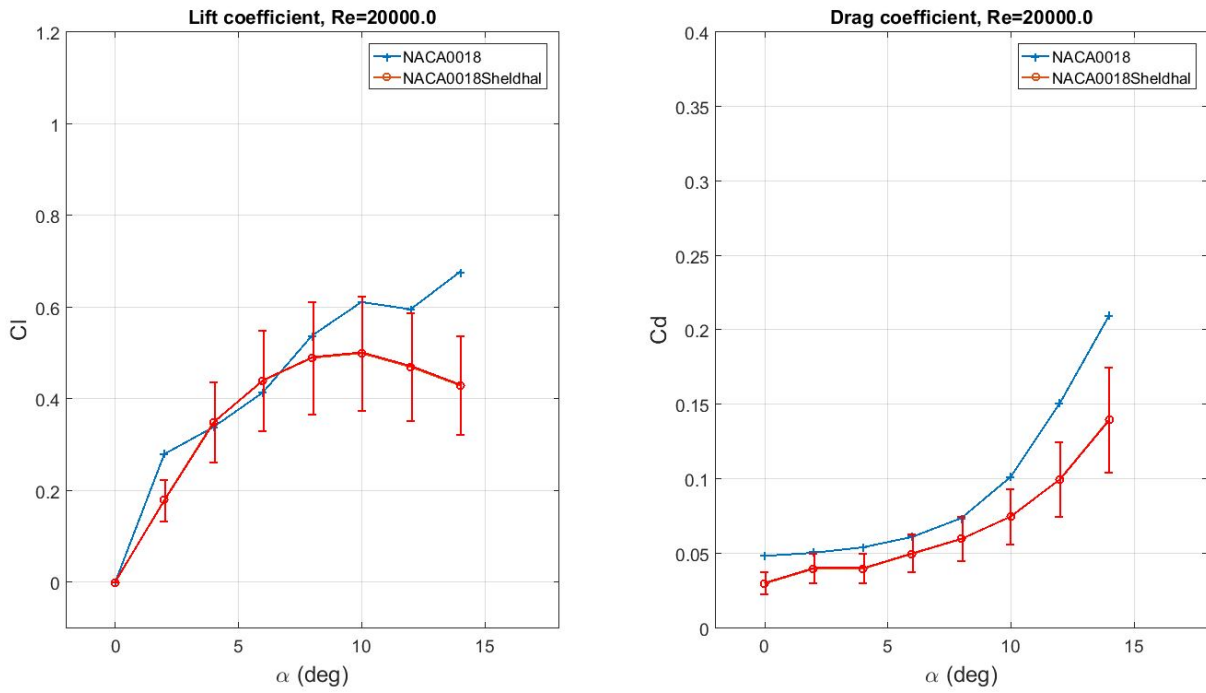 Lift coefficient, Re=20000.0
1.2
1
0.8
0.6
0.4
0.2
0
Cl
0 5 10 15
α (deg)
NACA0018
NACA0018Sheldhal
Drag coefficient, Re=20000.0
0.4
0.35
0.3
0.25
0.2
0.15
0.1
0.05
0
Cd
0 5 10 15
α (deg)
NACA0018
NACA0018Sheldhal